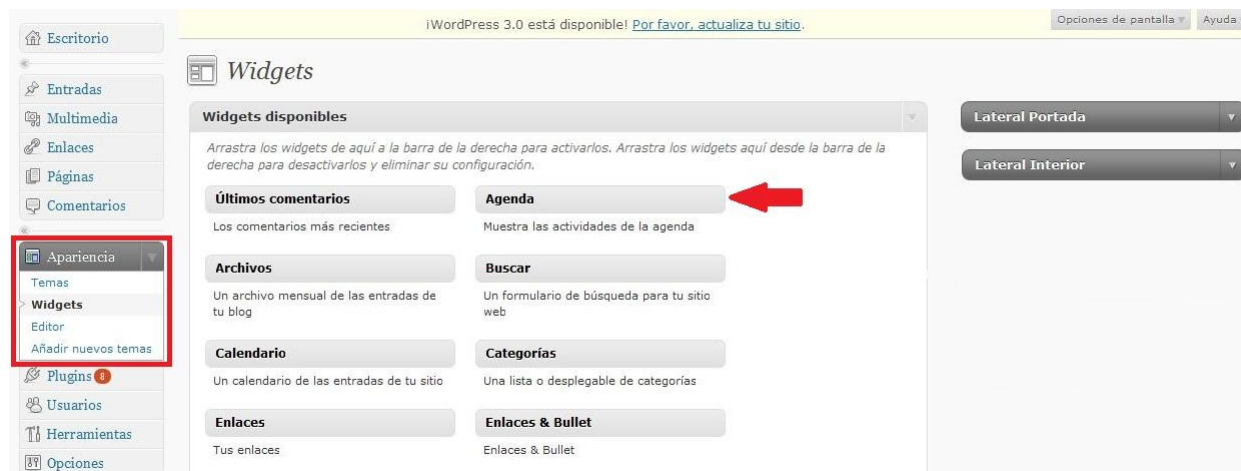 ¡WordPress 3.0 está disponible! Por favor, actualiza tu sitio.
Opciones de pantalla
Ayuda
Escritorio
Entradas
Multimedia
Enlaces
Páginas
Comentarios
Apariencia
Temas
Widgets
Editor
Añadir nuevos temas
Plugins 8
Usuarios
Herramientas
Opciones
Widgets
Widgets disponibles
Arrastra los widgets de aquí a la barra de la derecha para activarlos. Arrastra los widgets aquí desde la barra de la
derecha para desactivarlos y eliminar su configuración.
Últimos comentarios
Los comentarios más recientes
Agenda
Muestra las actividades de la agenda
Archivos
Un archivo mensual de las entradas de
tu blog
Buscar
Un formulario de búsqueda para tu sitio
web
Calendario
Un calendario de las entradas de tu sitio
Categorías
Una lista o desplegable de categorías
Enlaces
Tus enlaces
Enlaces & Bullet
Enlaces & Bullet
Lateral Portada
Lateral Interior